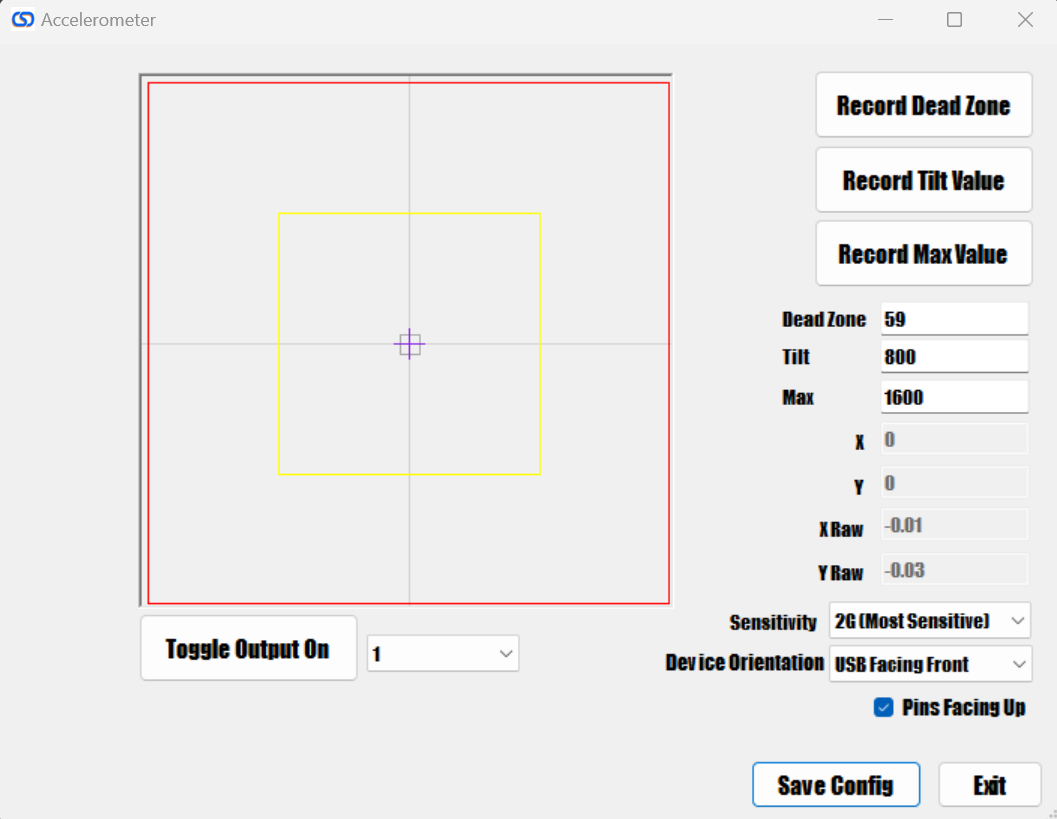 Accelerometer
Record Dead Zone
Record Tilt Value
Record Max Value
Dead Zone 59
Tilt 800
Max 1600
X 0
Y 0
X Raw -0.01
Y Raw -0.03
Sensitivity 2G (Most Sensitive)
Toggle Output On 1
Device Orientation USB Facing Front
Pins Facing Up
Save Config Exit